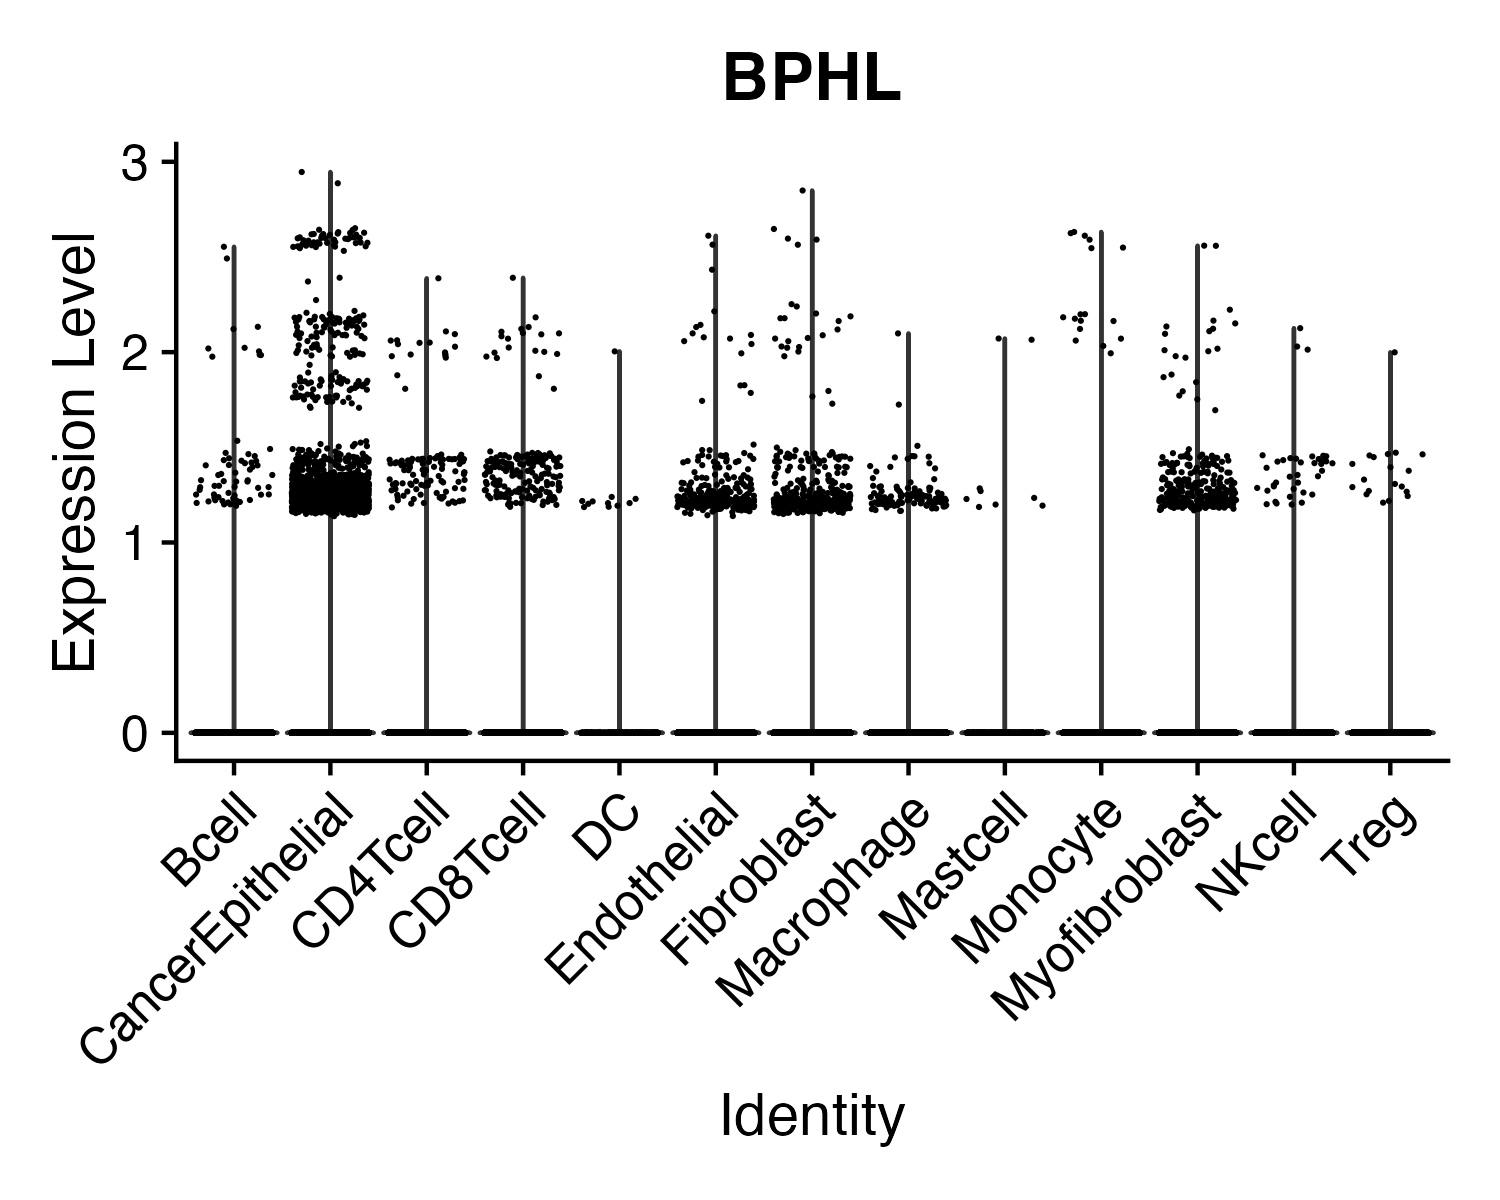 BPHL
Expression Level
3
2
1
0
Bcell
CancerEpithelial
CD4Tcell
CD8Tcell
DC
Endothelial
Fibroblast
Macrophage
Mastcell
Monocyte
Myofibroblast
NKcell
Treg
Identity